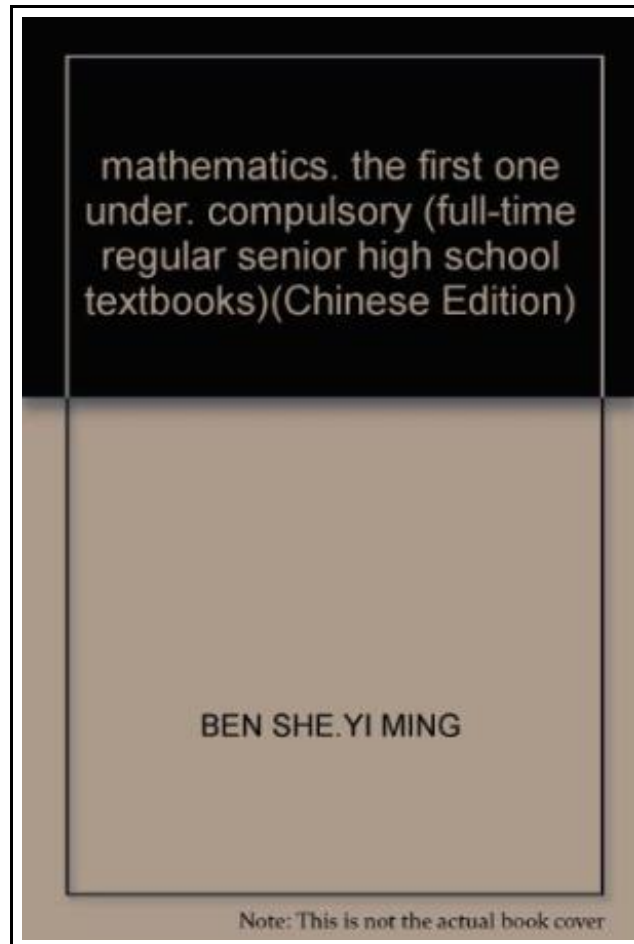 mathematics. the first one
under. compulsory (full-time
regular senior high school
textbooks)(Chinese Edition)
BEN SHE.YI MING
Note: This is not the actual book cover